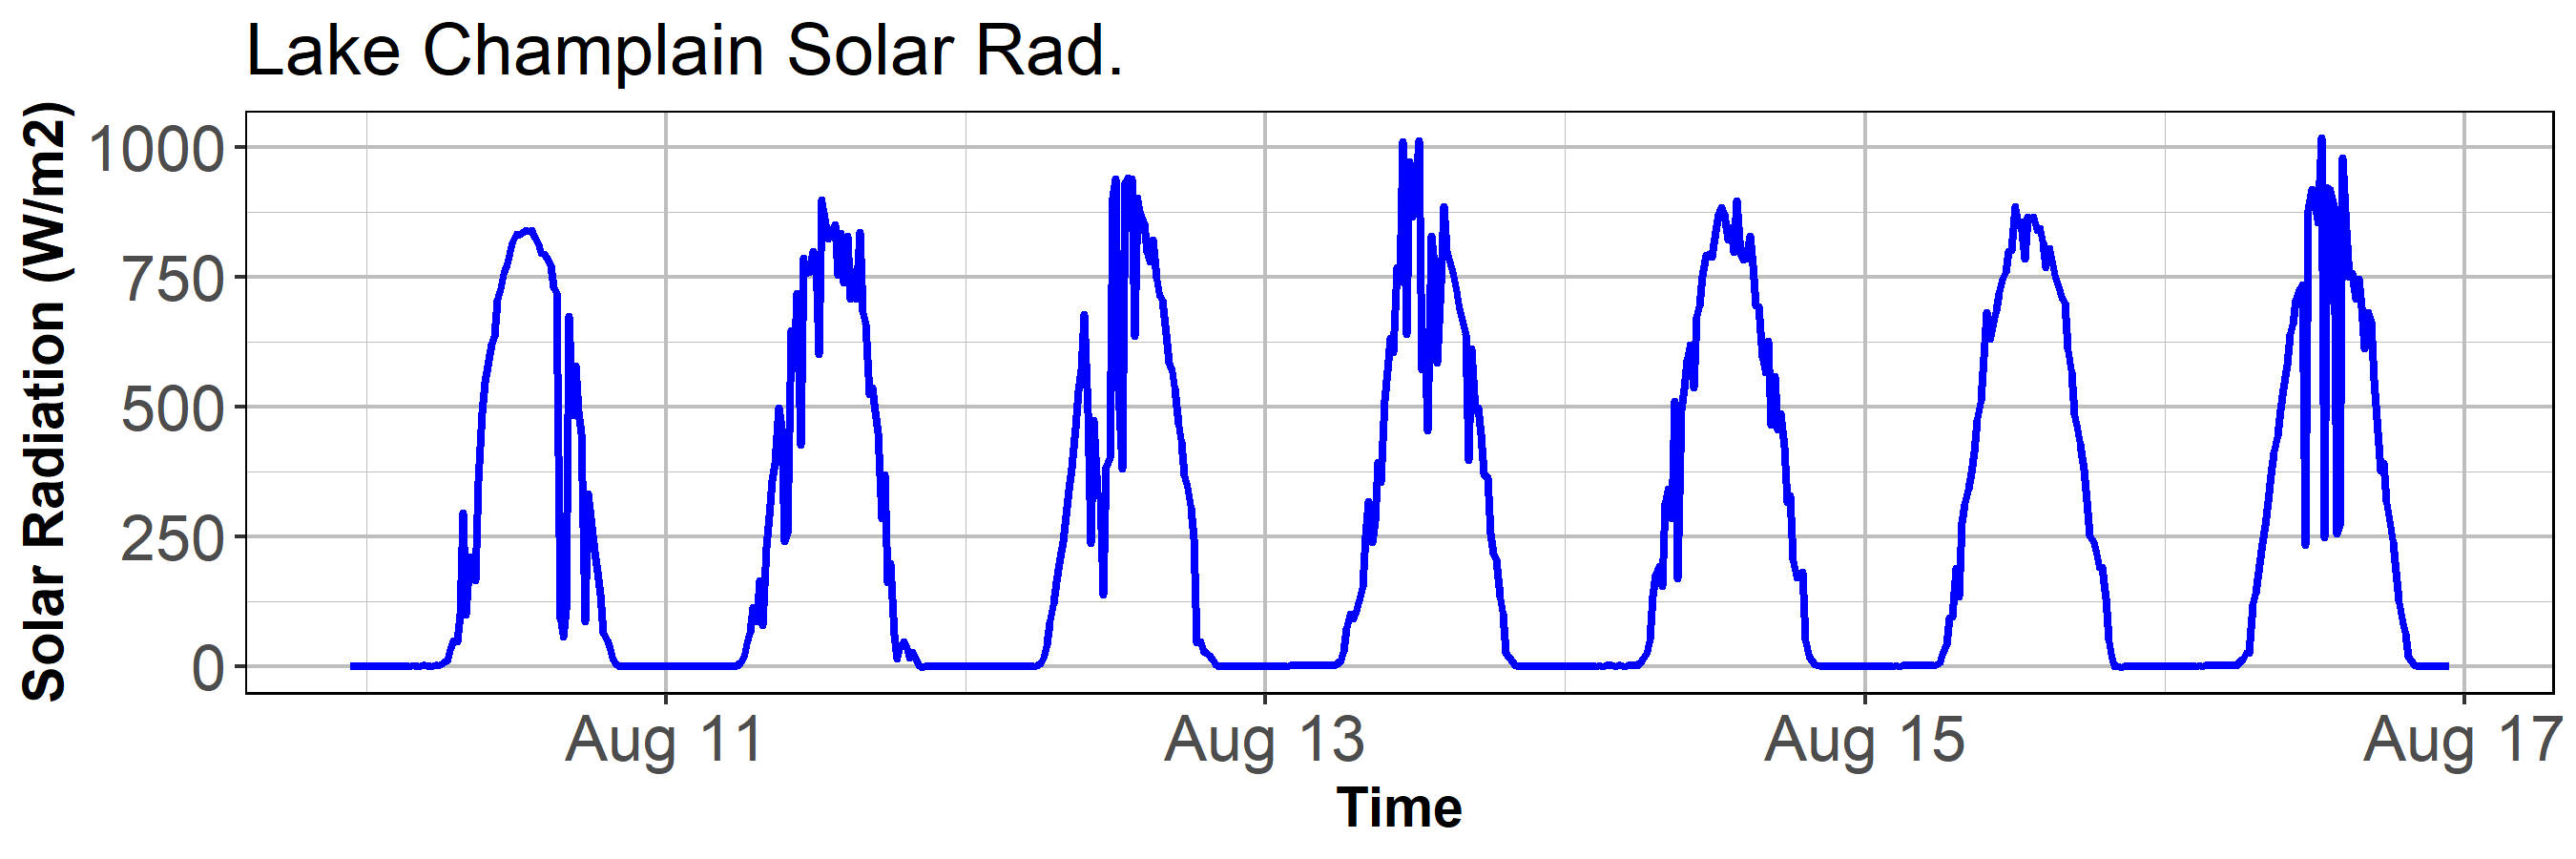 Lake Champlain Solar Rad.
Solar Radiation (W/m2)
1000
750
500
250
0
Aug 11 Aug 13 Aug 15 Aug 17
Time